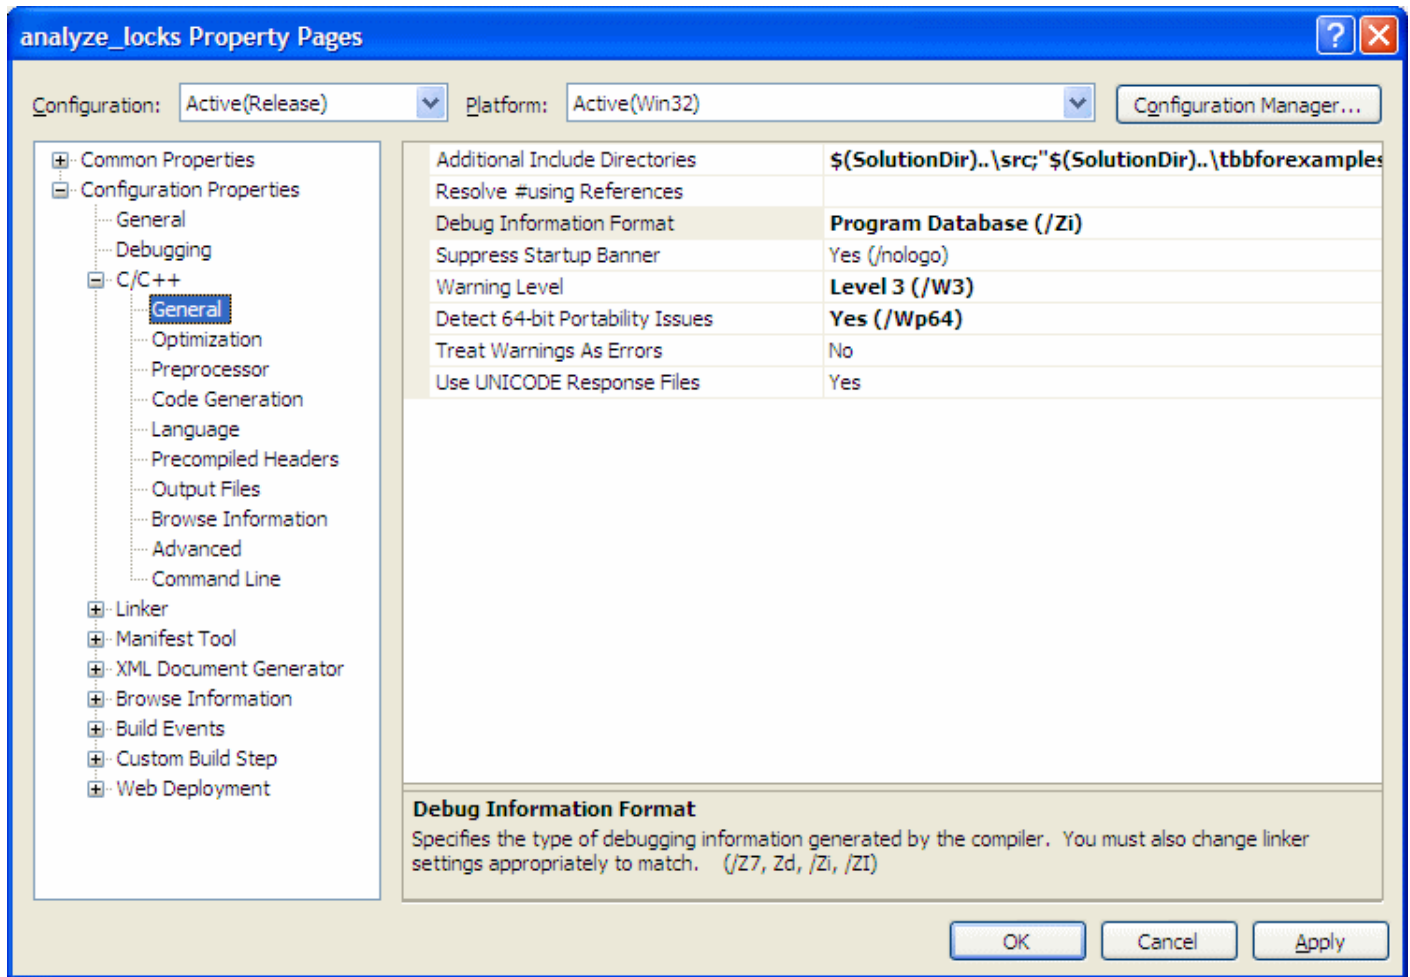 analyze_locks Property Pages
Configuration: Active(Release) Platform: Active(Win32) Configuration Manager...
Common Properties
Configuration Properties
General
Debugging
C/C++
General
Optimization
Preprocessor
Code Generation
Language
Precompiled Headers
Output Files
Browse Information
Advanced
Command Line
Linker
Manifest Tool
XML Document Generator
Browse Information
Build Events
Custom Build Step
Web Deployment
Additional Include Directories $(SolutionDir)..\src;"$(SolutionDir)..\tbbforexamples
Resolve #using References
Debug Information Format Program Database (/Zi)
Suppress Startup Banner Yes (/nologo)
Warning Level Level 3 (/W3)
Detect 64-bit Portability Issues Yes (/Wp64)
Treat Warnings As Errors No
Use UNICODE Response Files Yes
Debug Information Format
Specifies the type of debugging information generated by the compiler. You must also change linker
settings appropriately to match. (/Z7, Zd, /Zi, /ZI)
OK Cancel Apply